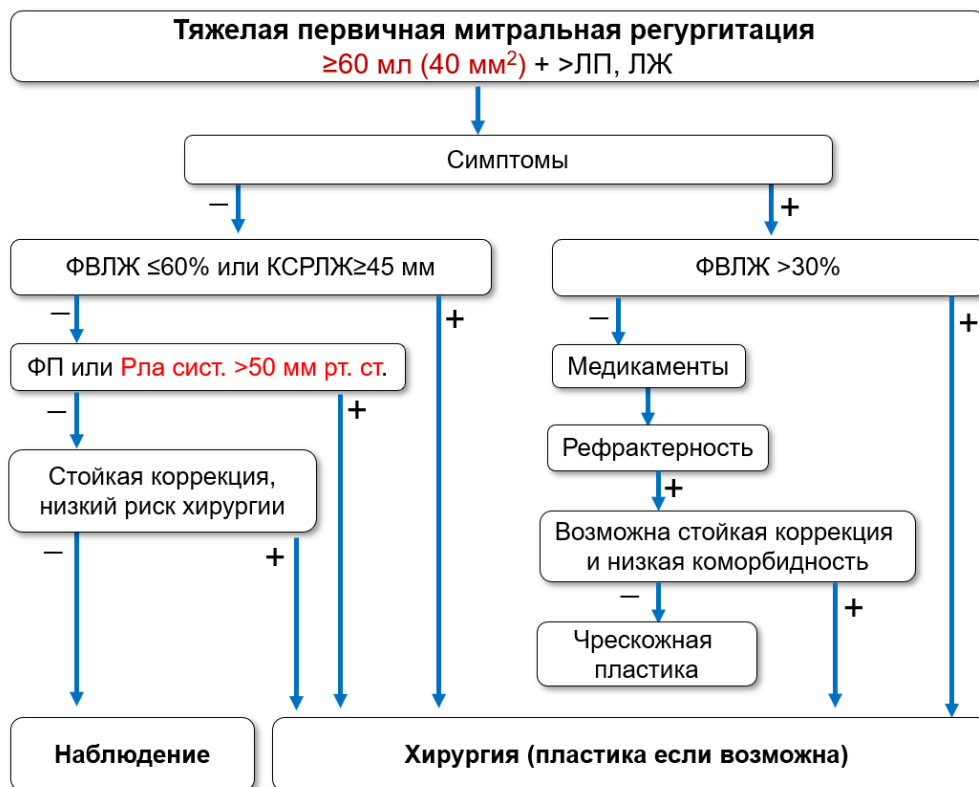 Тяжелая первичная митральная регургитация
≥60 мл (40 мм²) + >ЛП, ЛЖ
Симптомы
–
+
ФВЛЖ ≤60% или КСРЛЖ≥45 мм
ФВЛЖ >30%
–
+
–
+
ФП или Рла сист. >50 мм рт. ст.
Медикаменты
–
+
Рефрактерность
+
Стойкая коррекция,
низкий риск хирургии
Возможна стойкая коррекция
и низкая коморбидность
–
+
–
+
Чрескожная
пластика
Наблюдение
Хирургия (пластика если возможна)